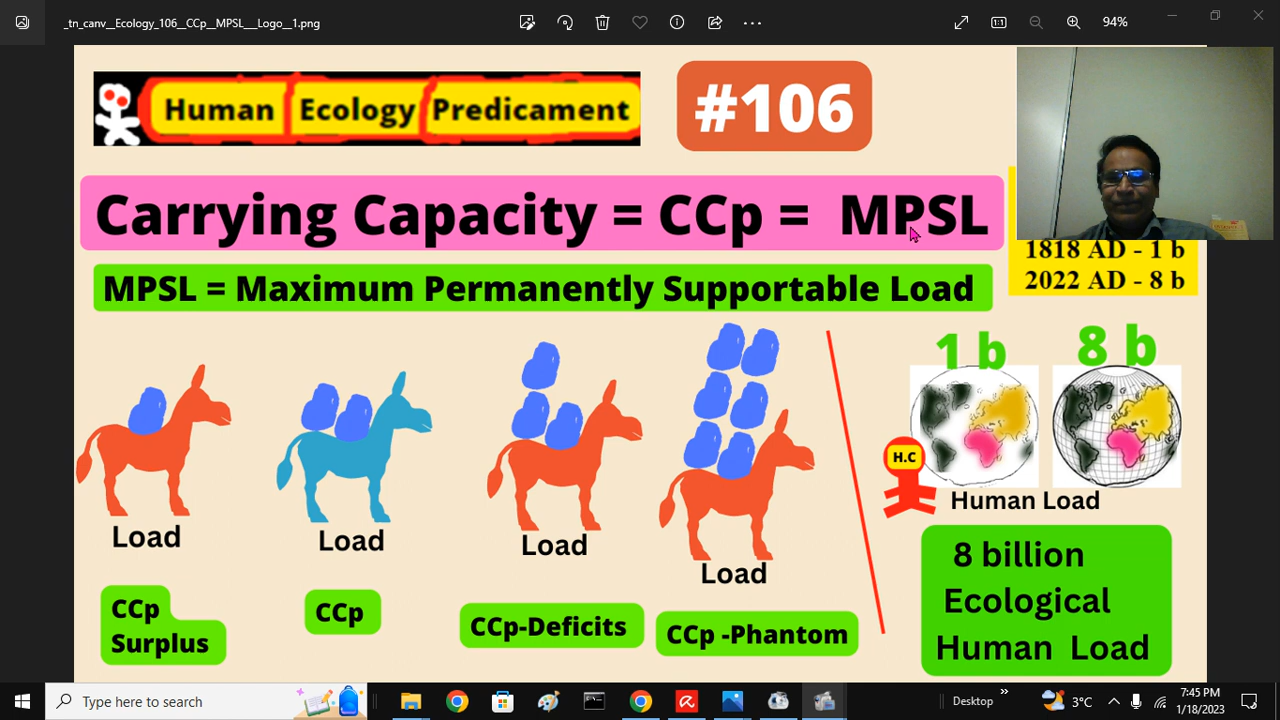 _tn_canv__Ecology_106__CCp__MPSL__Logo__1.png
94%
Human Ecology Predicament
#106
Carrying Capacity = CCp = MPSL
MPSL = Maximum Permanently Supportable Load
1818 AD - 1 b
2022 AD - 8 b
1 b
8 b
H.C
Human Load
Load
Load
Load
Load
CCp
Surplus
CCp
CCp-Deficits
CCp -Phantom
8 billion
Ecological
Human Load
Type here to search
Desktop
3°C
7:45 PM
1/18/2023